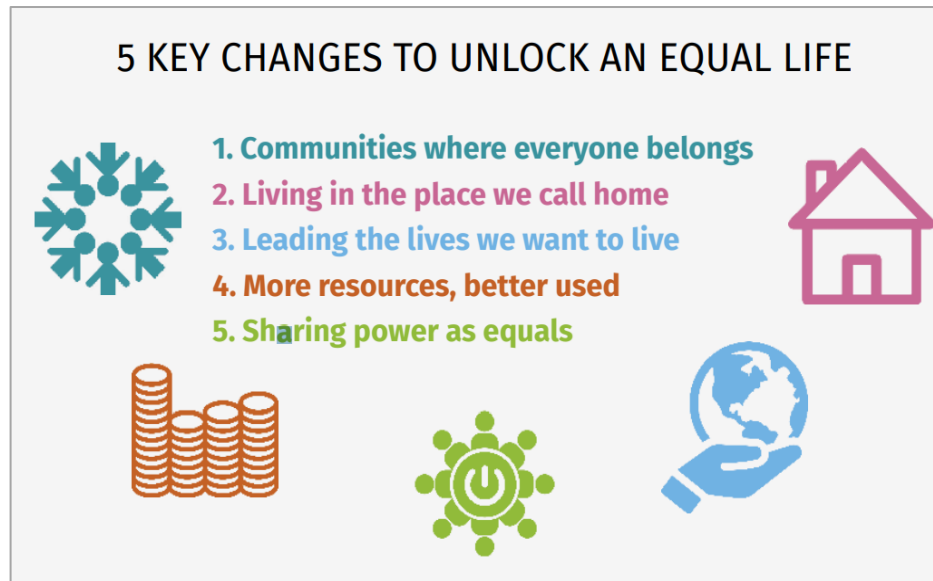 5 KEY CHANGES TO UNLOCK AN EQUAL LIFE
1. Communities where everyone belongs
2. Living in the place we call home
3. Leading the lives we want to live
4. More resources, better used
5. Sharing power as equals